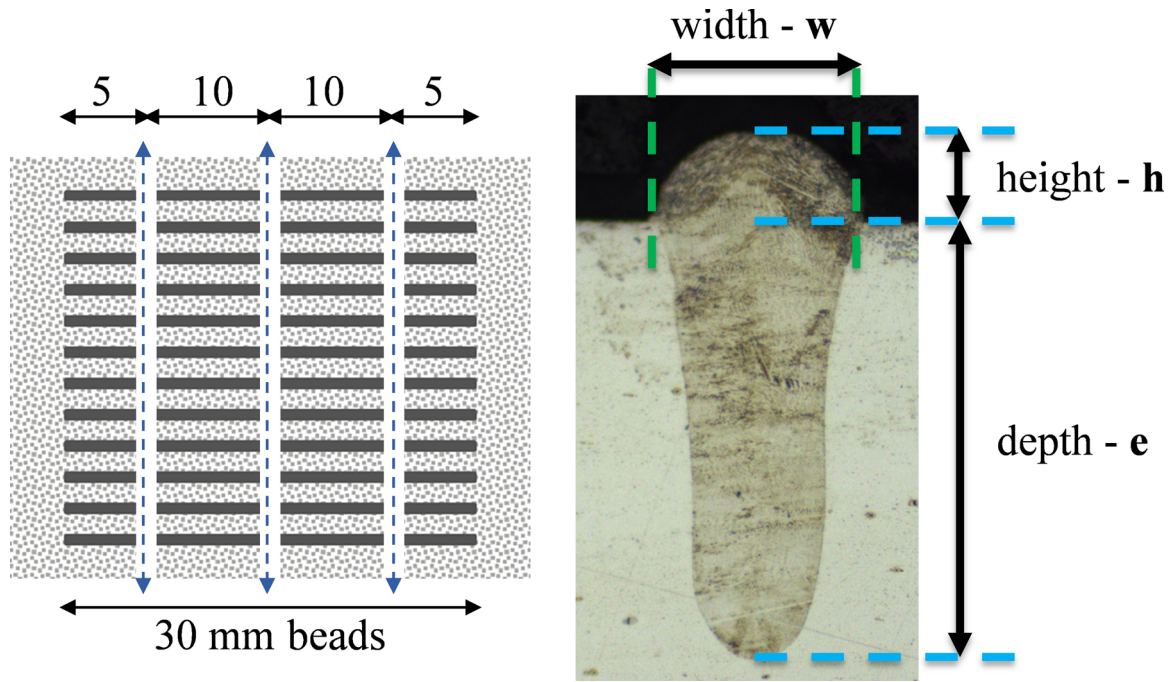 width - w
5 10 10 5
height - h
depth - e
30 mm beads